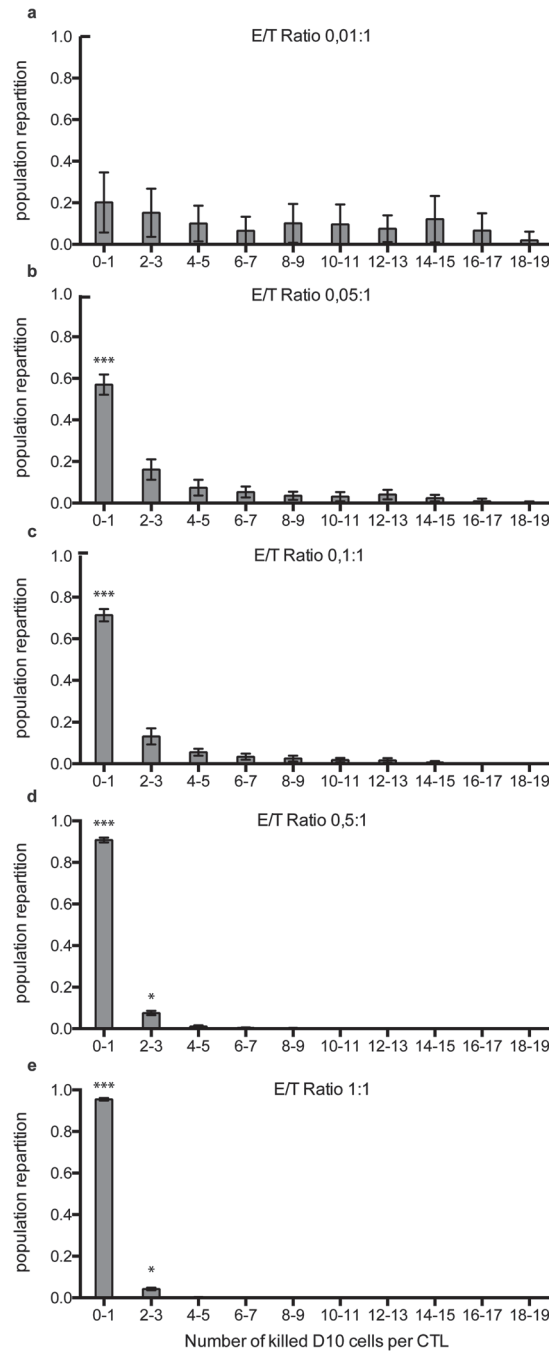 a
E/T Ratio 0,01:1
population repartition
1.0
0.8
0.6
0.4
0.2
0.0
0-1 2-3 4-5 6-7 8-9 10-11 12-13 14-15 16-17 18-19
b
E/T Ratio 0,05:1
population repartition
1.0
0.8
0.6
0.4
0.2
0.0
***
0-1 2-3 4-5 6-7 8-9 10-11 12-13 14-15 16-17 18-19
c
E/T Ratio 0,1:1
population repartition
1.0
0.8
0.6
0.4
0.2
0.0
***
0-1 2-3 4-5 6-7 8-9 10-11 12-13 14-15 16-17 18-19
d
E/T Ratio 0,5:1
population repartition
1.0
0.8
0.6
0.4
0.2
0.0
***
*
0-1 2-3 4-5 6-7 8-9 10-11 12-13 14-15 16-17 18-19
e
E/T Ratio 1:1
population repartition
1.0
0.8
0.6
0.4
0.2
0.0
***
*
0-1 2-3 4-5 6-7 8-9 10-11 12-13 14-15 16-17 18-19
Number of killed D10 cells per CTL